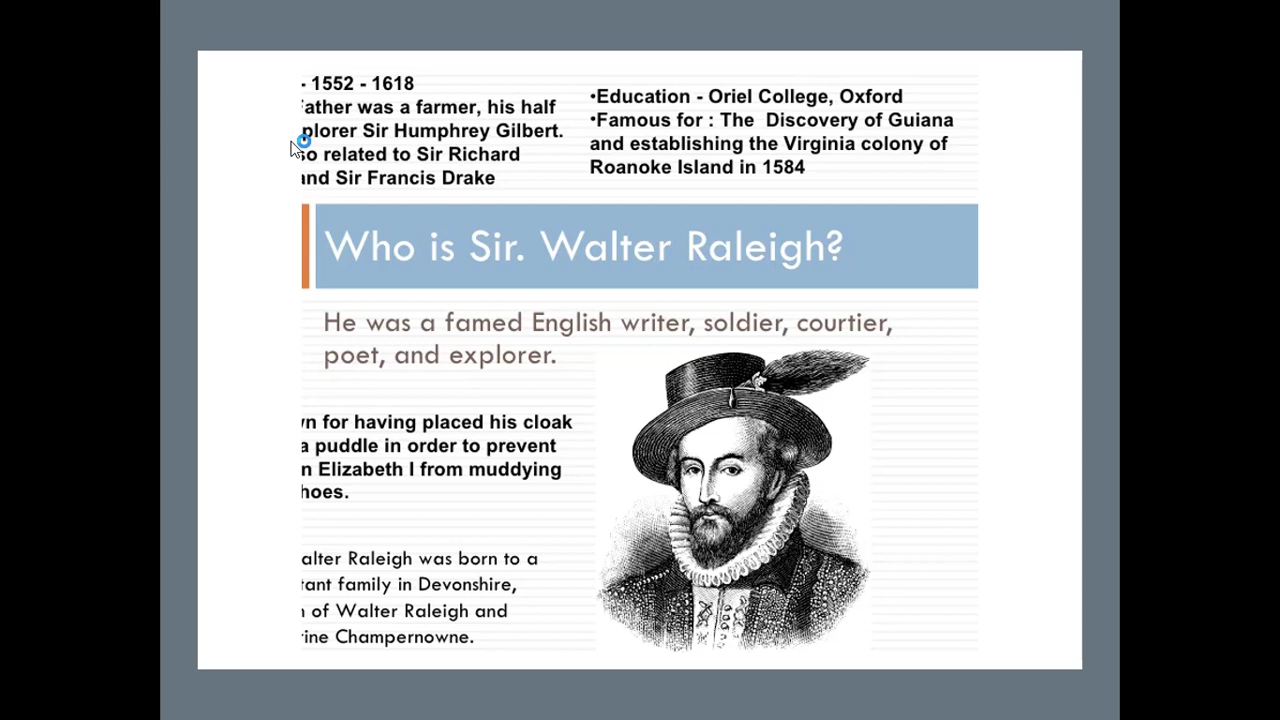 - 1552 - 1618
Father was a farmer, his half
plorer Sir Humphrey Gilbert.
so related to Sir Richard
and Sir Francis Drake
•Education - Oriel College, Oxford
•Famous for : The Discovery of Guiana
and establishing the Virginia colony of
Roanoke Island in 1584
Who is Sir. Walter Raleigh?
He was a famed English writer, soldier, courtier,
poet, and explorer.
wn for having placed his cloak
a puddle in order to prevent
n Elizabeth I from muddying
hoes.
alter Raleigh was born to a
tant family in Devonshire,
n of Walter Raleigh and
rine Champernowne.